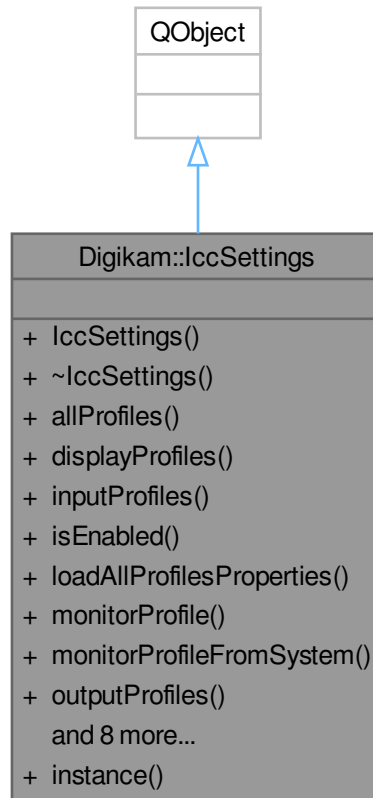 QObject
Digikam::IccSettings
+ IccSettings()
+ ~IccSettings()
+ allProfiles()
+ displayProfiles()
+ inputProfiles()
+ isEnabled()
+ loadAllProfilesProperties()
+ monitorProfile()
+ monitorProfileFromSystem()
+ outputProfiles()
and 8 more...
+ instance()